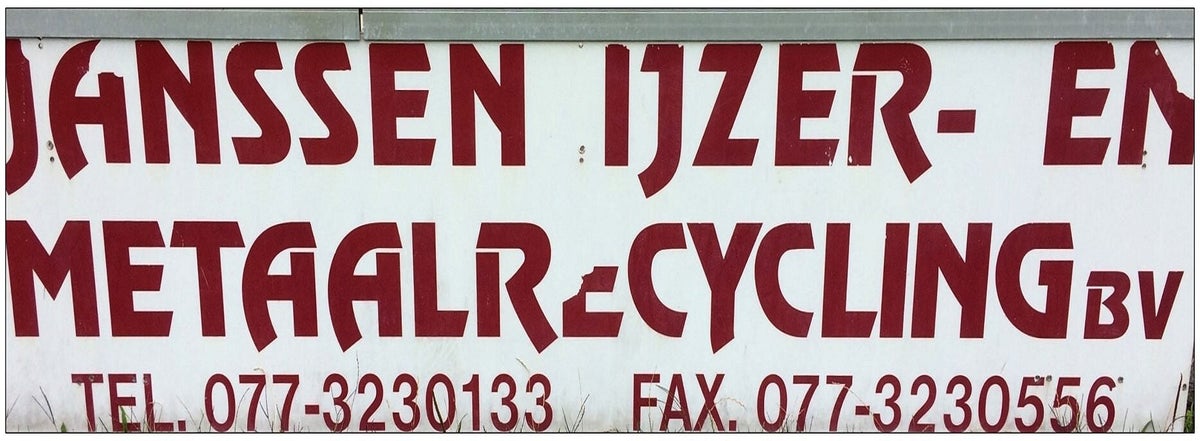 JANSSEN IJZER- EN
METAALRECYCLING BV
TEL. 077-3230133 FAX. 077-3230556